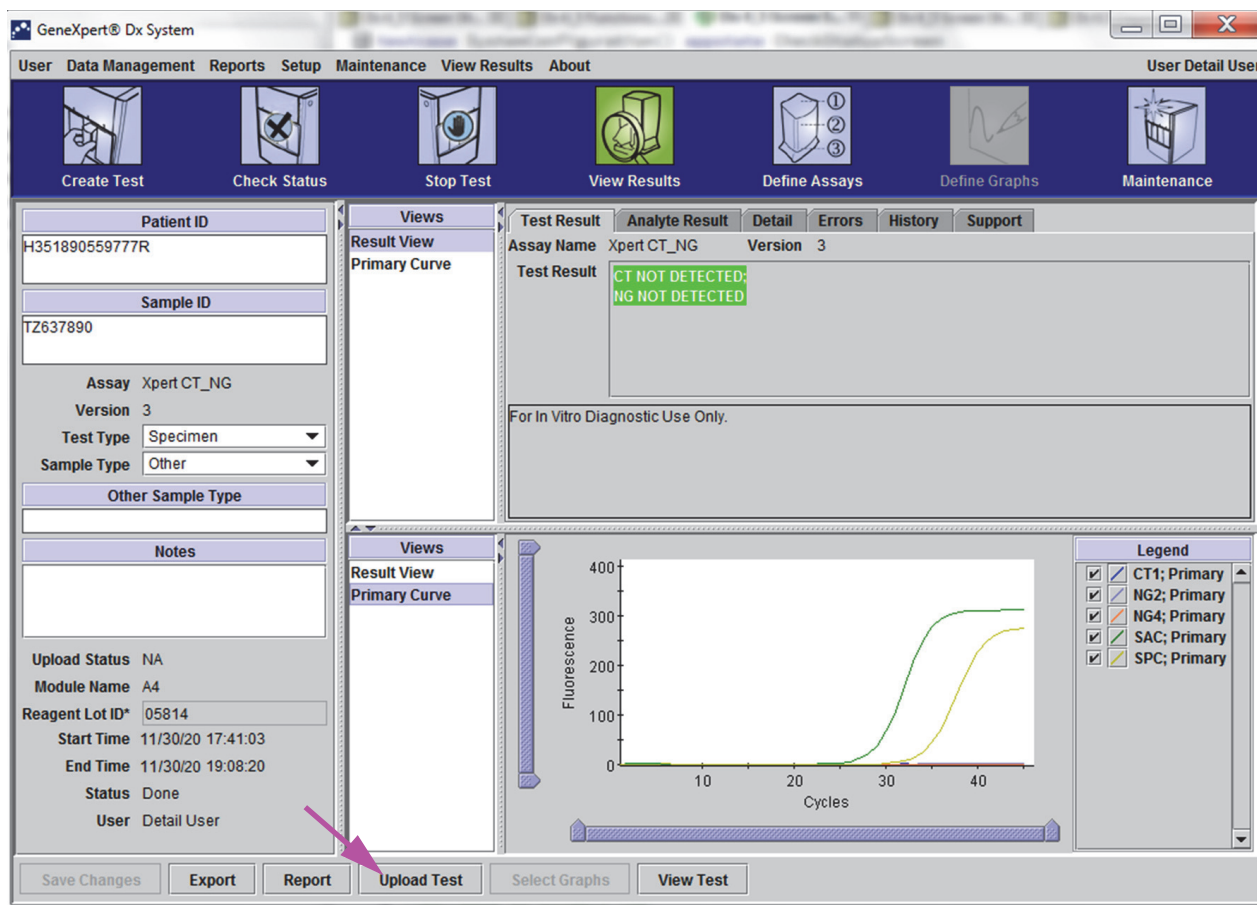 GeneXpert® Dx System
User Data Management Reports Setup Maintenance View Results About User Detail User
Create Test Check Status Stop Test View Results Define Assays Define Graphs Maintenance
① ② ③
Patient ID
H351890559777R
Sample ID
TZ637890
Assay Xpert CT_NG
Version 3
Test Type Specimen
Sample Type Other
Other Sample Type
Notes
Upload Status NA
Module Name A4
Reagent Lot ID* 05814
Start Time 11/30/20 17:41:03
End Time 11/30/20 19:08:20
Status Done
User Detail User
Views
Result View
Primary Curve
Test Result Analyte Result Detail Errors History Support
Assay Name Xpert CT_NG Version 3
Test Result CT NOT DETECTED;
NG NOT DETECTED
For In Vitro Diagnostic Use Only.
Views
Result View
Primary Curve
Fluorescence
400
300
200
100
0
10 20 30 40
Cycles
Legend
CT1; Primary
NG2; Primary
NG4; Primary
SAC; Primary
SPC; Primary
Save Changes Export Report Upload Test Select Graphs View Test